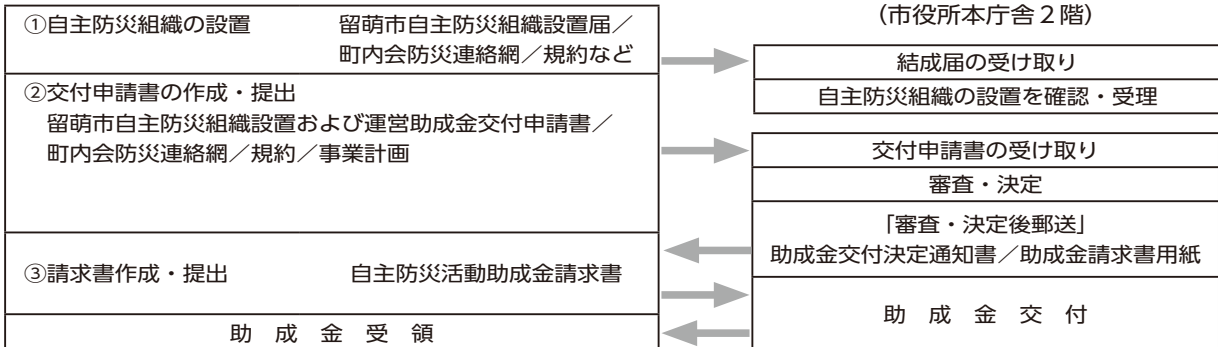 ①自主防災組織の設置　　留萌市自主防災組織設置届／
町内会防災連絡網／規約など
②交付申請書の作成・提出
留萌市自主防災組織設置および運営助成金交付申請書／
町内会防災連絡網／規約／事業計画
③請求書作成・提出　　自主防災活動助成金請求書
助　成　金　受　領
（市役所本庁舎２階）
結成届の受け取り
自主防災組織の設置を確認・受理
交付申請書の受け取り
審査・決定
「審査・決定後郵送」
助成金交付決定通知書／助成金請求書用紙
助　成　金　交　付